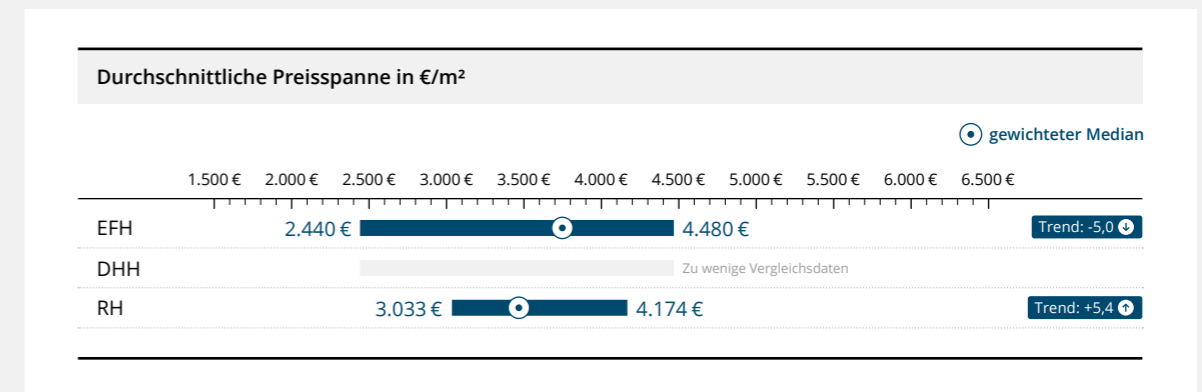 Durchschnittliche Preisspanne in €/m²
gewichteter Median
1.500 € 2.000 € 2.500 € 3.000 € 3.500 € 4.000 € 4.500 € 5.000 € 5.500 € 6.000 € 6.500 €
EFH 2.440 € 4.480 € Trend: -5,0
DHH Zu wenige Vergleichsdaten
RH 3.033 € 4.174 € Trend: +5,4